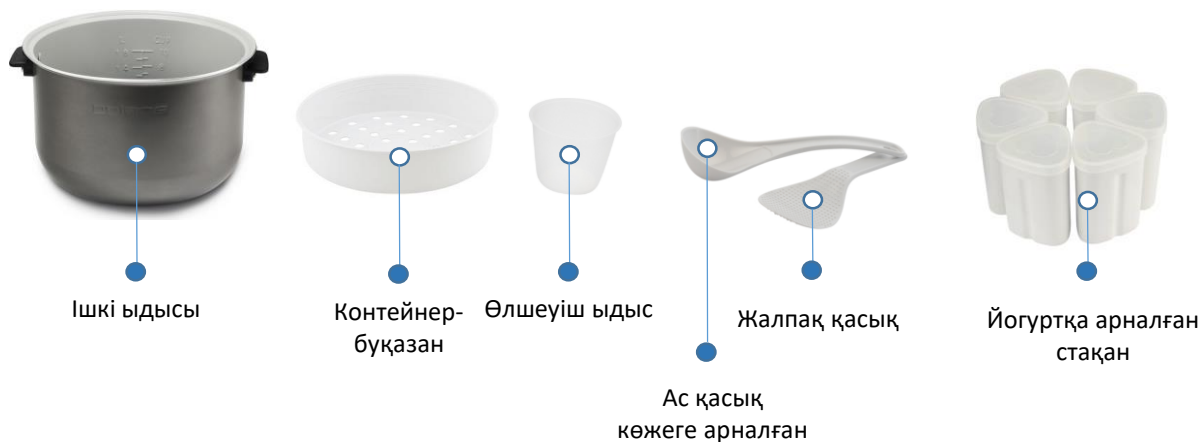 Ішкі ыдысы
Контейнер-
буқазан
Өлшеуіш ыдыс
Жалпақ қасық
Йогуртқа арналған
стақан
Ас қасық
көжеге арналған